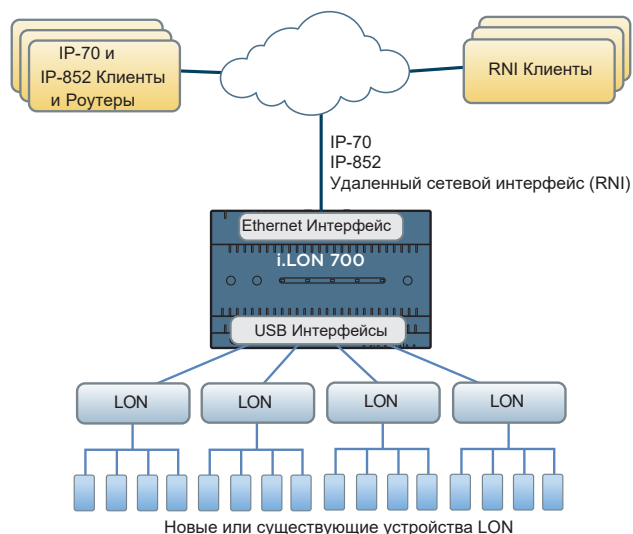 IP-70 и
IP-852 Клиенты
и Роутеры
RNI Клиенты
IP-70
IP-852
Удаленный сетевой интерфейс (RNI)
Ethernet Интерфейс
i.LON 700
USB Интерфейсы
LON
LON
LON
LON
Новые или существующие устройства LON